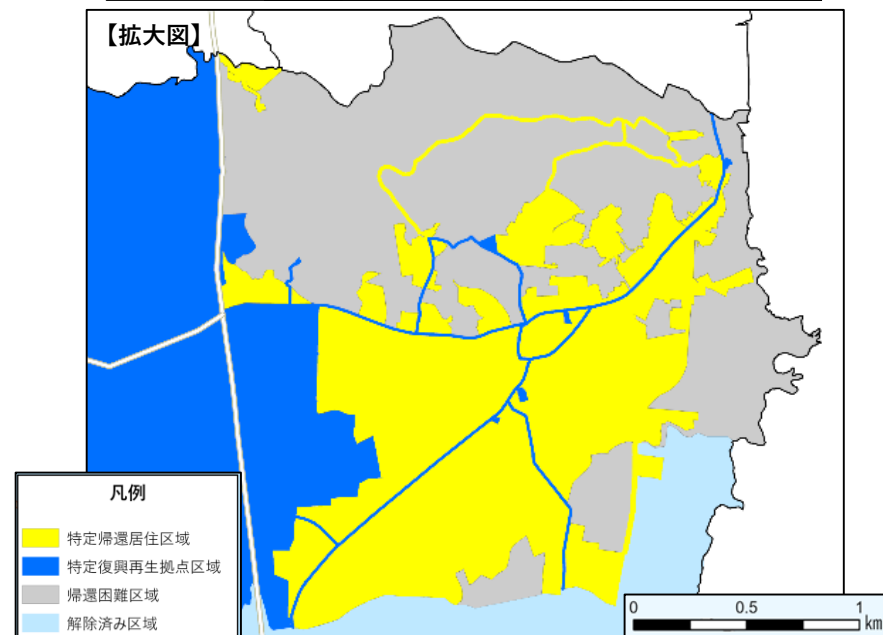 【拡大図】
凡例
特定帰還居住区域
特定復興再生拠点区域
帰還困難区域
解除済み区域
0 0.5 1
km